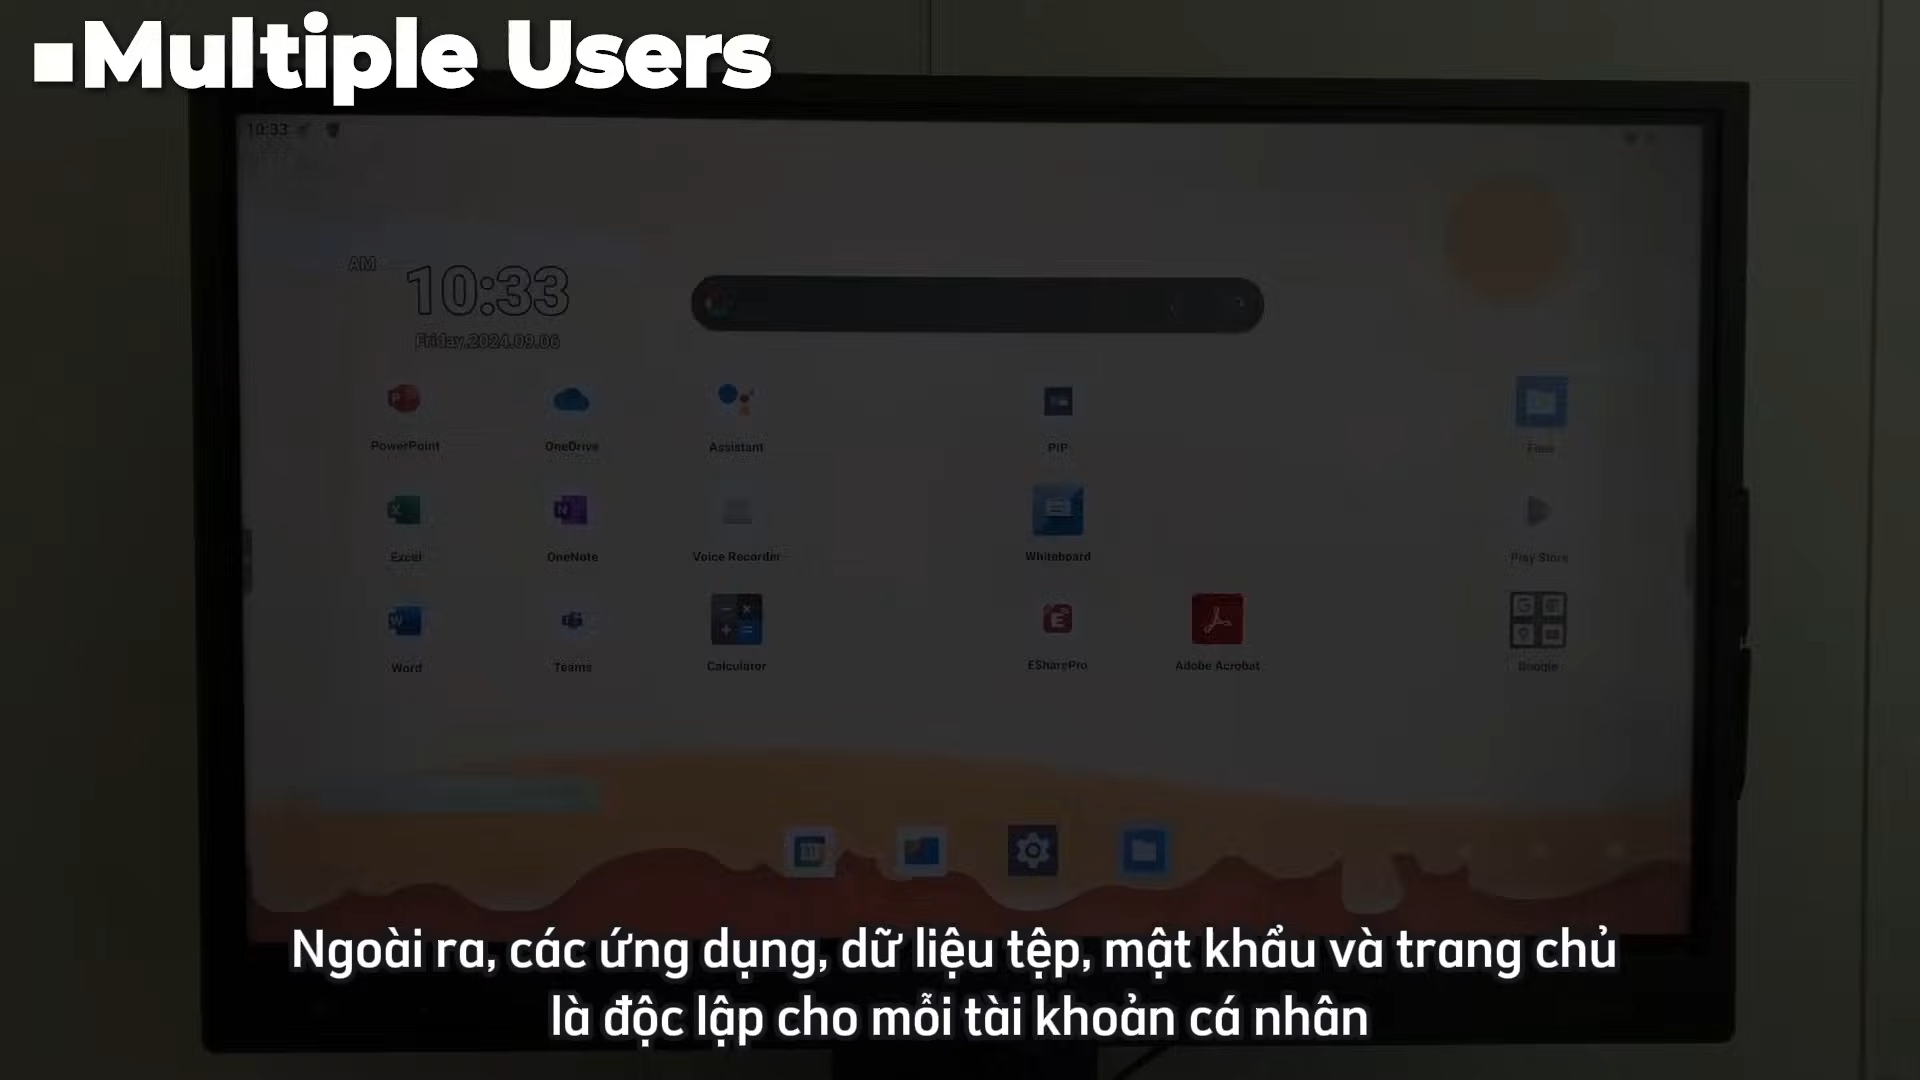 ▪Multiple Users
10:33
AM
10:33
Friday,2024.09.06
PowerPoint
OneDrive
Assistant
PIP
Files
Excel
OneNote
Voice Recorder
Whiteboard
Play Store
Word
Teams
Calculator
ESharePro
Adobe Acrobat
Google
31
Ngoài ra, các ứng dụng, dữ liệu tệp, mật khẩu và trang chủ
là độc lập cho mỗi tài khoản cá nhân